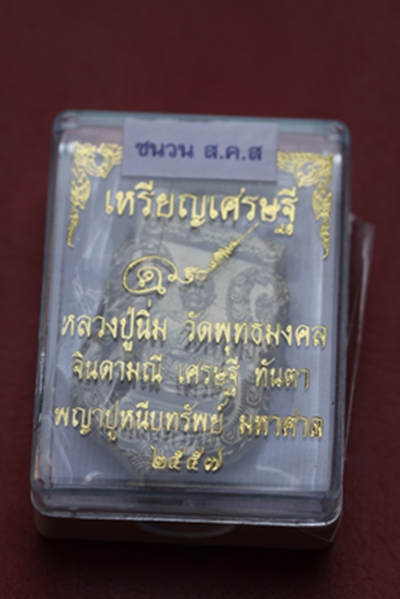 ชนวน ส.ค.ส
เหรียญเศรษฐี
หลวงปู่นิ่ม วัดพุทธมงคล
จินดามณี เศรษฐี ทันตา
พญาปูหนีบทรัพย์ มหาศาล
๒๕๕๗